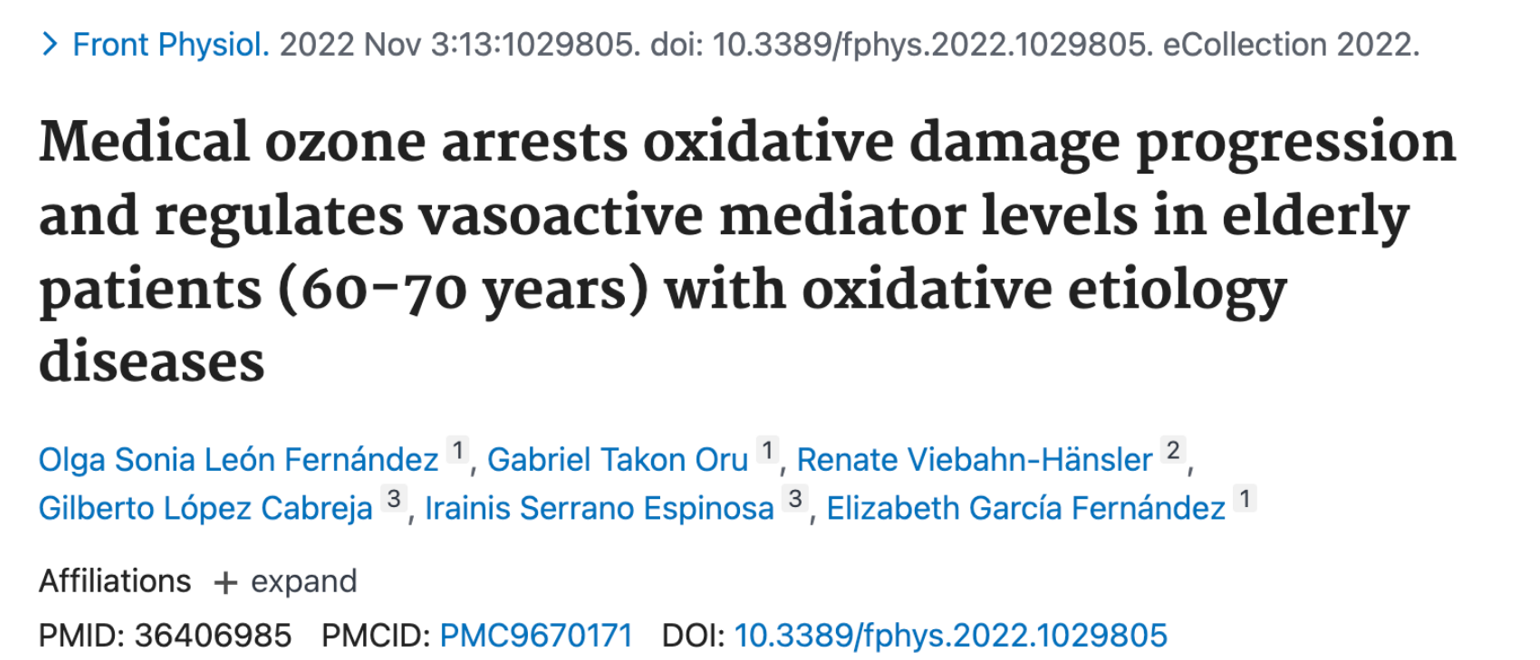 > Front Physiol. 2022 Nov 3:13:1029805. doi: 10.3389/fphys.2022.1029805. eCollection 2022.
Medical ozone arrests oxidative damage progression
and regulates vasoactive mediator levels in elderly
patients (60-70 years) with oxidative etiology
diseases
Olga Sonia León Fernández 1, Gabriel Takon Oru 1, Renate Viebahn-Hänsler 2,
Gilberto López Cabreja 3, Irainis Serrano Espinosa 3, Elizabeth García Fernández 1
Affiliations + expand
PMID: 36406985 PMCID: PMC9670171 DOI: 10.3389/fphys.2022.1029805